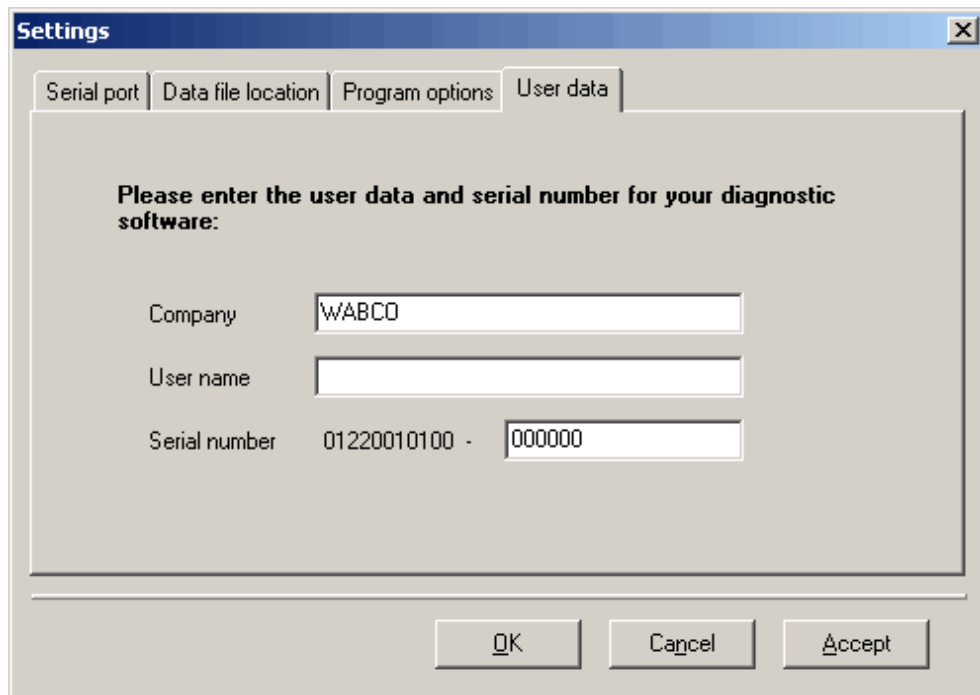 Settings
Serial port Data file location Program options User data
Please enter the user data and serial number for your diagnostic
software:
Company WABCO
User name
Serial number 01220010100 - 000000
OK Cancel Accept